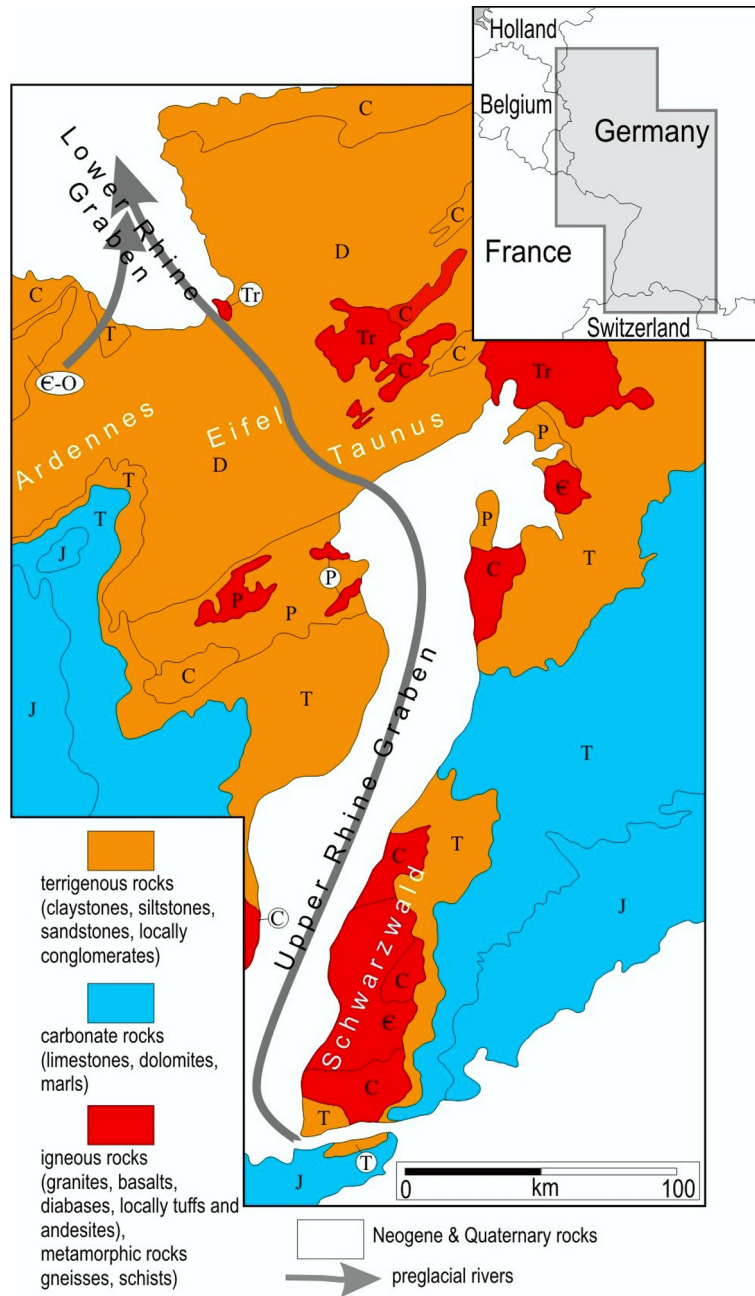 Holland
Belgium
Germany
France
Switzerland
C
Lower Rhine
Graben
C
D
C
T
Tr
Tr
C
C
C
Є-O
Tr
P
Ardennes
Eifel
Taunus
D
T
T
J
Є
P
T
C
P
P
P
C
T
J
T
Upper Rhine Graben
C
T
Schwarzwald
J
C
C
Є
C
T
T
J
0
km
100
terrigenous rocks
(claystones, siltstones,
sandstones, locally
conglomerates)
carbonate rocks
(limestones, dolomites,
marls)
igneous rocks
(granites, basalts,
diabases, locally tuffs and
andesites),
metamorphic rocks
gneisses, schists)
Neogene & Quaternary rocks
preglacial rivers